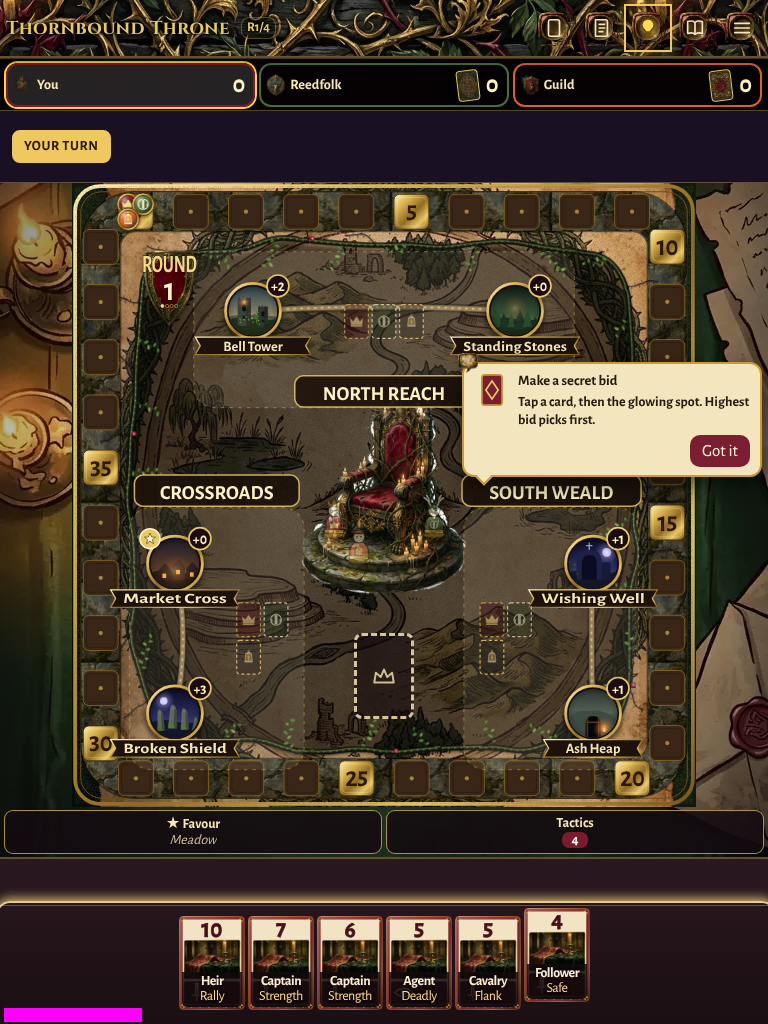 THORNBOUND THRONE
R1/4
You
0
Reedfolk
0
Guild
0
YOUR TURN
5
10
ROUND
1
+2
+0
Bell Tower
Standing Stones
Make a secret bid
Tap a card, then the glowing spot. Highest
bid picks first.
Got it
NORTH REACH
35
CROSSROADS
SOUTH WEALD
15
+0
+1
Market Cross
Wishing Well
+3
+1
30
Broken Shield
Ash Heap
25
20
★ Favour
Meadow
Tactics
4
10
7
6
5
5
4
Heir
Rally
Captain
Strength
Captain
Strength
Agent
Deadly
Cavalry
Flank
Follower
Safe